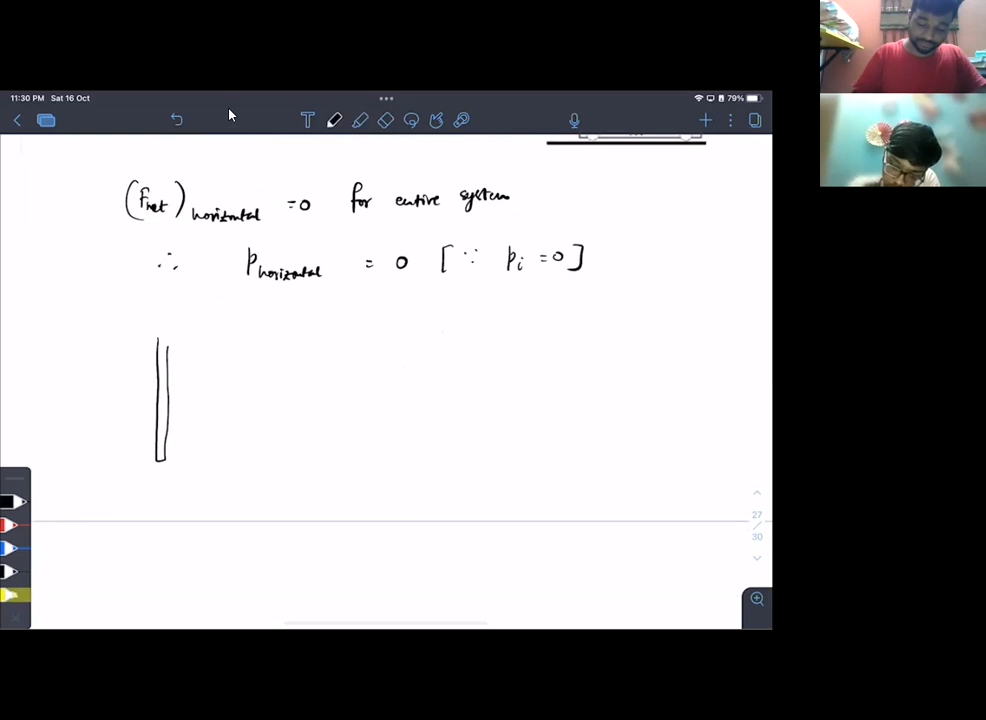 11:30 PM Sat 16 Oct
79%
(Fnet) horizontal =0 for entire system
∴ Phorizontal = 0 [∵ Pi =0]
27
/
30